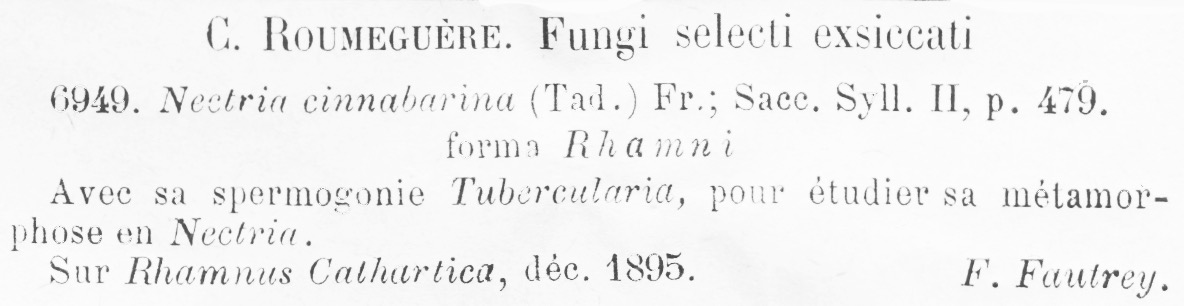 C. ROUMEGUÈRE. Fungi selecti exsiccati
6949. Nectria cinnabarina (Tad.) Fr.; Sacc. Syll. II, p. 479.
forma Rhamni
Avec sa spermogonie Tubercularia, pour étudier sa métamor-
phose en Nectria.
Sur Rhamnus Cathartica, déc. 1895.
F. Fautrey.